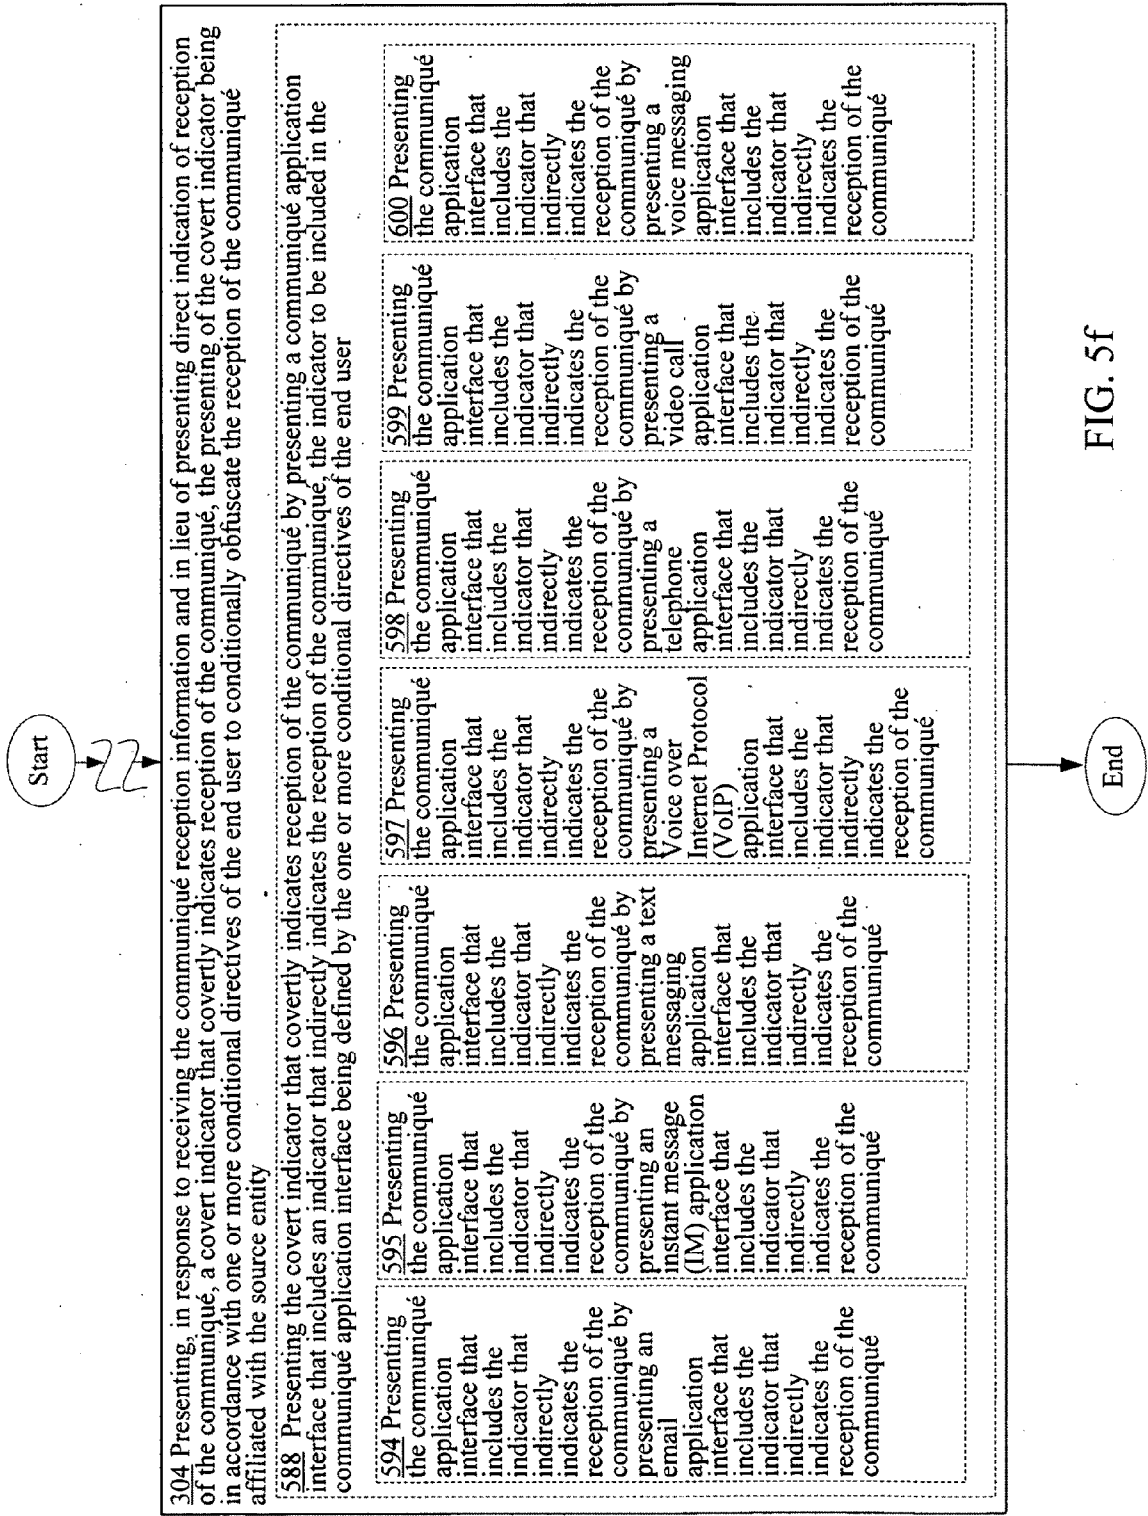 Start
304 Presenting, in response to receiving the communiqué reception information and in lieu of presenting direct indication of reception
of the communiqué, a covert indicator that covertly indicates reception of the communiqué, the presenting of the covert indicator being
in accordance with one or more conditional directives of the end user to conditionally obfuscate the reception of the communiqué
affiliated with the source entity
588 Presenting the covert indicator that covertly indicates reception of the communiqué by presenting a communiqué application
interface that includes an indicator that indirectly indicates the reception of the communiqué, the indicator to be included in the
communiqué application interface being defined by the one or more conditional directives of the end user
594 Presenting
the communiqué
application
interface that
includes the
indicator that
indirectly
indicates the
reception of the
communiqué by
presenting an
email
application
interface that
includes the
indicator that
indirectly
indicates the
reception of the
communiqué
595 Presenting
the communiqué
application
interface that
includes the
indicator that
indirectly
indicates the
reception of the
communiqué by
presenting an
instant message
(IM) application
interface that
includes the
indicator that
indirectly
indicates the
reception of the
communiqué
596 Presenting
the communiqué
application
interface that
includes the
indicator that
indirectly
indicates the
reception of the
communiqué by
presenting a text
messaging
application
interface that
includes the
indicator that
indirectly
indicates the
reception of the
communiqué
597 Presenting
the communiqué
application
interface that
includes the
indicator that
indirectly
indicates the
reception of the
communiqué by
presenting a
Voice over
Internet Protocol
(VoIP)
application
interface that
includes the
indicator that
indirectly
indicates the
reception of the
communiqué
598 Presenting
the communiqué
application
interface that
includes the
indicator that
indirectly
indicates the
reception of the
communiqué by
presenting a
telephone
application
interface that
includes the
indicator that
indirectly
indicates the
reception of the
communiqué
599 Presenting
the communiqué
application
interface that
includes the
indicator that
indirectly
indicates the
reception of the
communiqué by
presenting a
video call
application
interface that
includes the
indicator that
indirectly
indicates the
reception of the
communiqué
600 Presenting
the communiqué
application
interface that
includes the
indicator that
indirectly
indicates the
reception of the
communiqué by
presenting a
voice messaging
application
interface that
includes the
indicator that
indirectly
indicates the
reception of the
communiqué
End
FIG. 5f